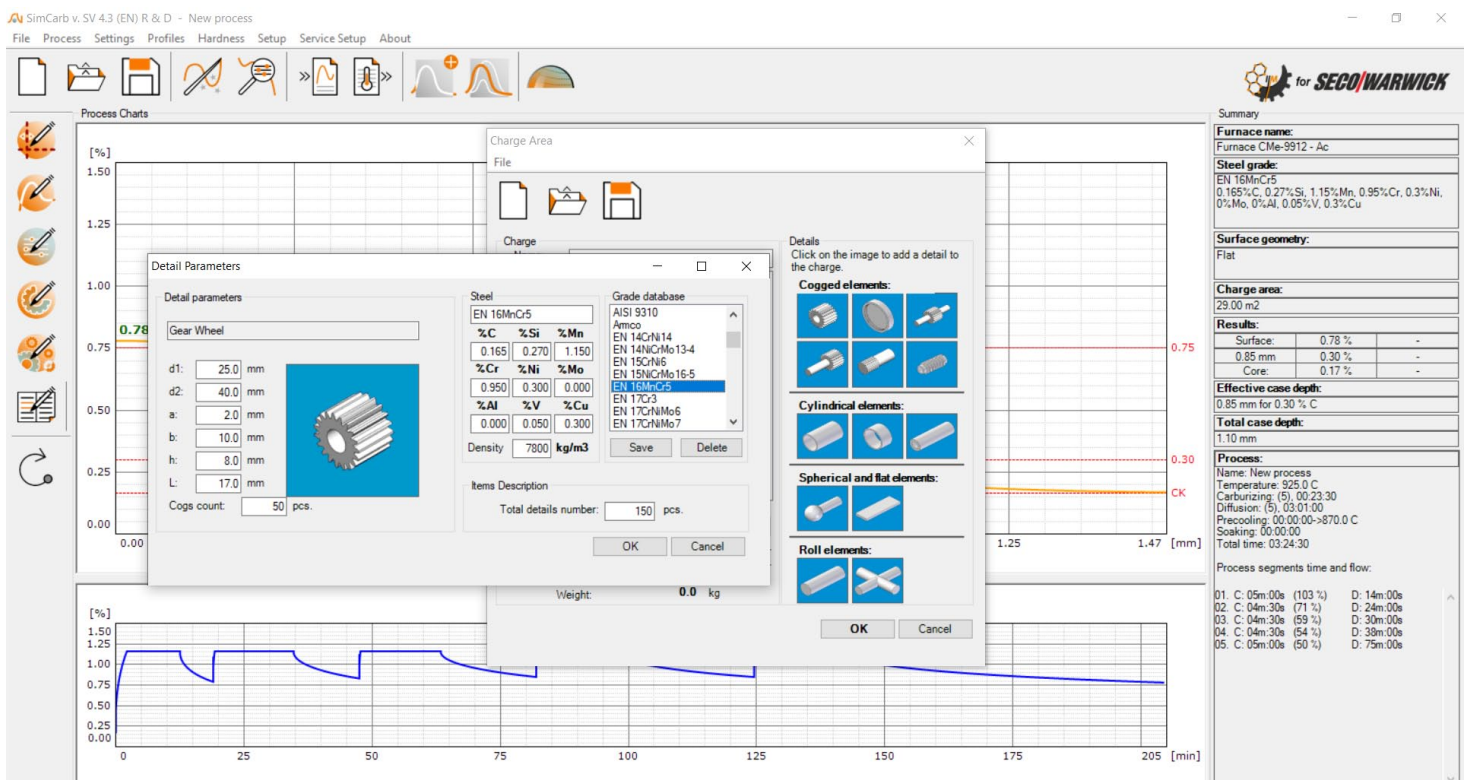 SimCarb v. SV 4.3 (EN) R & D - New process
File Process Settings Profiles Hardness Setup Service Setup About
for SECO/WARWICK
Process Charts
[%]
1.50
1.25
1.00
0.78
0.75
0.50
0.25
0.00
0.00
1.25
1.47 [mm]
0.75
0.30
CK
Charge Area
File
Charge
Details
Click on the image to add a detail to
the charge.
Cogged elements:
Cylindrical elements:
Spherical and flat elements:
Roll elements:
Weight: 0.0 kg
OK Cancel
Detail Parameters
Detail parameters
Gear Wheel
d1: 25.0 mm
d2: 40.0 mm
a: 2.0 mm
b: 10.0 mm
h: 8.0 mm
L: 17.0 mm
Cogs count: 50 pcs.
Steel
EN 16MnCr5
%C %Si %Mn
0.165 0.270 1.150
%Cr %Ni %Mo
0.950 0.300 0.000
%Al %V %Cu
0.000 0.050 0.300
Density 7800 kg/m3
Grade database
AISI 9310
Amco
EN 14CrNi14
EN 14NiCrMo13-4
EN 15CrNi6
EN 15NiCrMo16-5
EN 16MnCr5
EN 17Cr3
EN 17CrNiMo6
EN 17CrNiMo7
Save Delete
Items Description
Total details number: 150 pcs.
OK Cancel
[%]
1.50
1.25
1.00
0.75
0.50
0.25
0.00
0 25 50 75 100 125 150 175 205 [min]
Summary
Furnace name:
Furnace CMe-9912 - Ac
Steel grade:
EN 16MnCr5
0.165%C, 0.27%Si, 1.15%Mn, 0.95%Cr, 0.3%Ni,
0%Mo, 0%Al, 0.05%V, 0.3%Cu
Surface geometry:
Flat
Charge area:
29.00 m2
Results:
Surface: 0.78 % -
0.85 mm 0.30 % -
Core: 0.17 % -
Effective case depth:
0.85 mm for 0.30 % C
Total case depth:
1.10 mm
Process:
Name: New process
Temperature: 925.0 C
Carburizing: (5), 00:23:30
Diffusion: (5), 03:01:00
Precooling: 00:00:00->870.0 C
Soaking: 00:00:00
Total time: 03:24:30
Process segments time and flow:
01. C: 05m:00s (103 %) D: 14m:00s
02. C: 04m:30s (71 %) D: 24m:00s
03. C: 04m:30s (59 %) D: 30m:00s
04. C: 04m:30s (54 %) D: 38m:00s
05. C: 05m:00s (50 %) D: 75m:00s